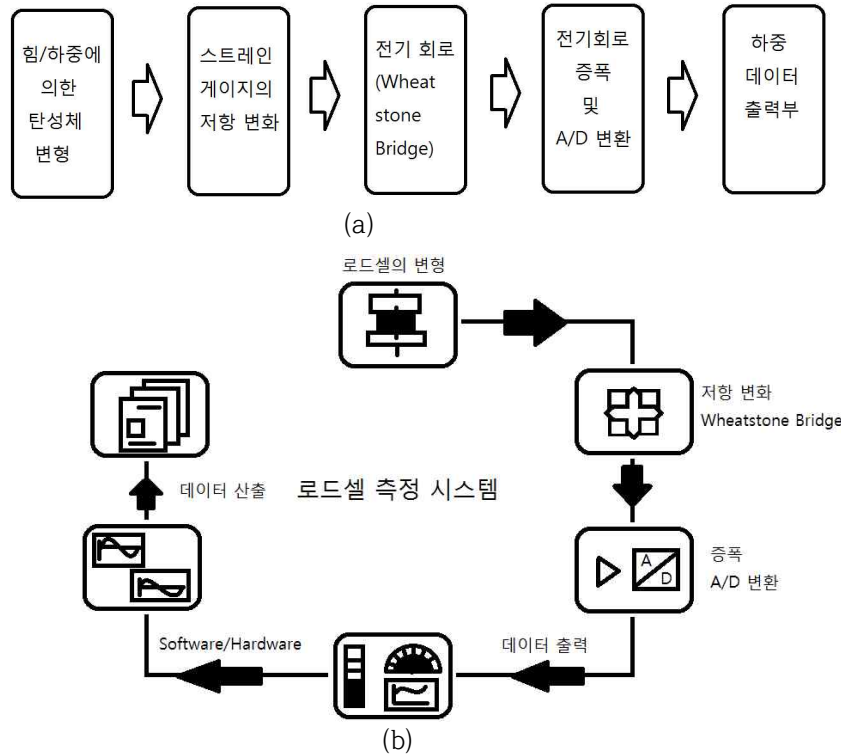 힘/하중에
의한
탄성체
변형
스트레인
게이지의
저항 변화
전기 회로
(Wheat
stone
Bridge)
전기회로
증폭
및
A/D 변환
하중
데이터
출력부
(a)
로드셀의 변형
저항 변화
Wheatstone Bridge
데이터 산출
로드셀 측정 시스템
증폭
A/D 변환
A
D
Software/Hardware
데이터 출력
(b)